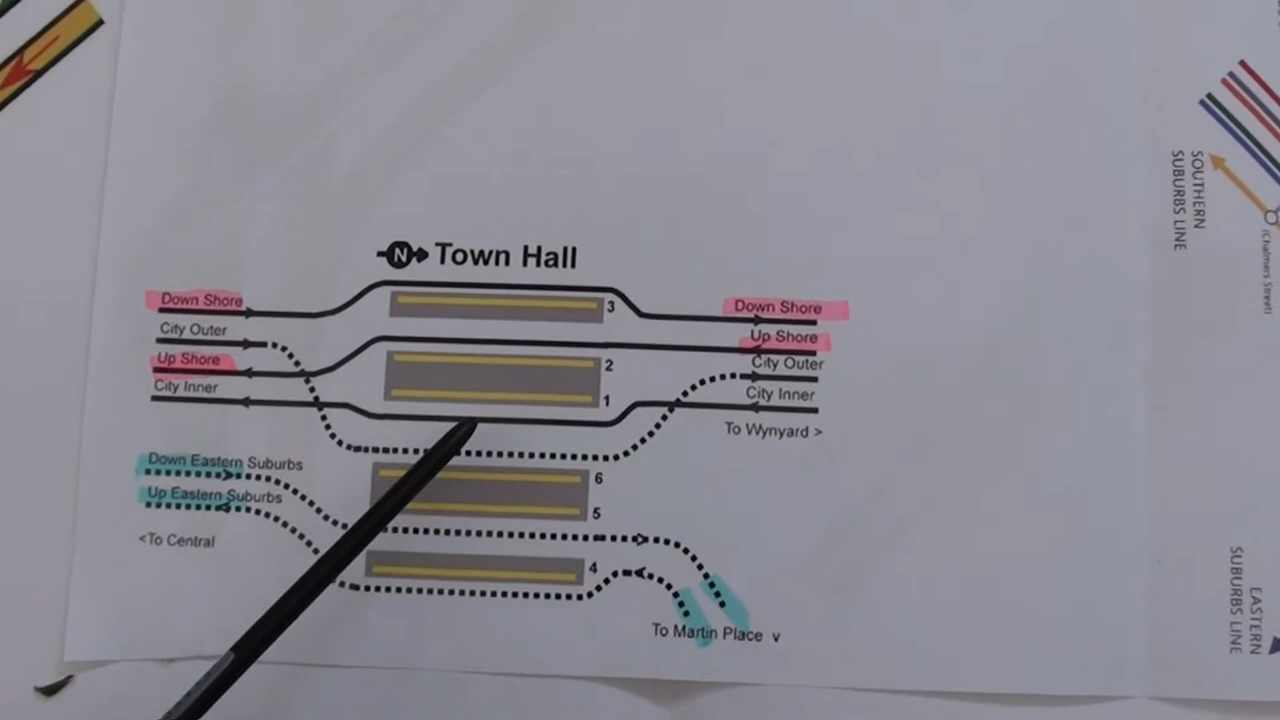 N Town Hall
Down Shore
City Outer
Up Shore
City Inner
Down Eastern Suburbs
Up Eastern Suburbs
<To Central
3
2
1
6
5
4
Down Shore
Up Shore
City Outer
City Inner
To Wynyard >
To Martin Place v
SOUTHERN
SUBURBS LINE
(Chalmers Street)
EASTERN
SUBURBS LINE